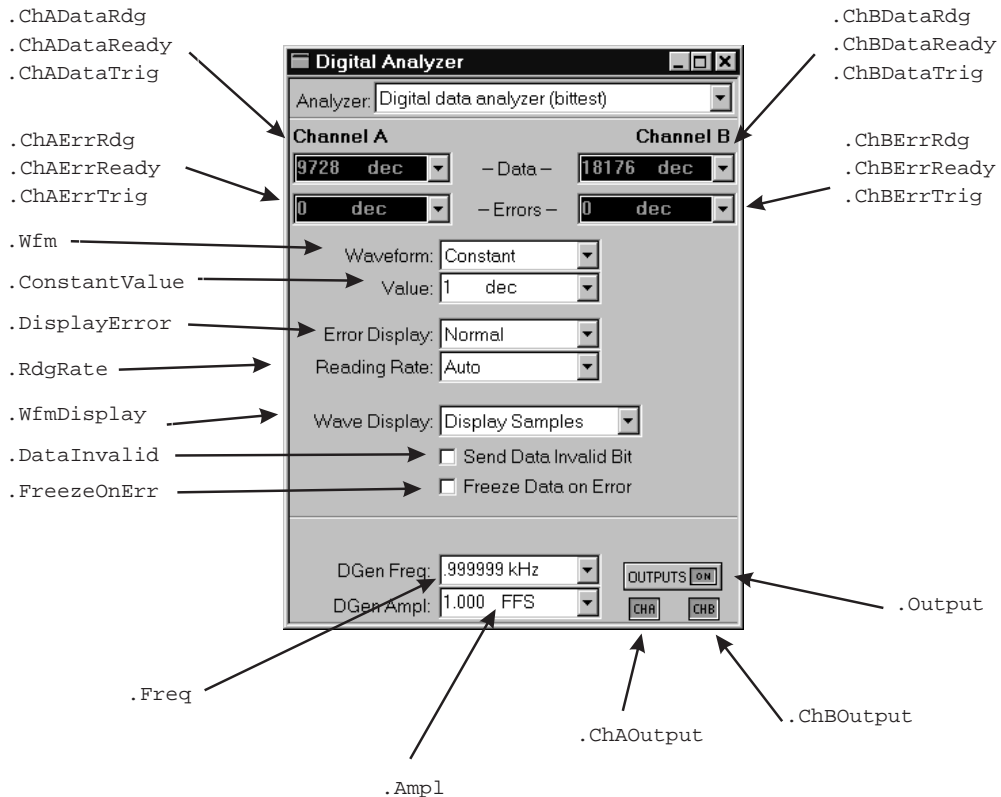 .ChADataRdg
.ChADataReady
.ChADataTrig
.ChBDataRdg
.ChBDataReady
.ChBDataTrig
Digital Analyzer
Analyzer: Digital data analyzer (bittest)
Channel A Channel B
.ChAErrRdg
.ChAErrReady
.ChAErrTrig
9728 dec – Data – 18176 dec
0 dec – Errors – 0 dec
.ChBErrRdg
.ChBErrReady
.ChBErrTrig
.Wfm
Waveform: Constant
.ConstantValue
Value: 1 dec
.DisplayError
Error Display: Normal
.RdgRate
Reading Rate: Auto
.WfmDisplay
Wave Display: Display Samples
.DataInvalid
Send Data Invalid Bit
.FreezeOnErr
Freeze Data on Error
DGen Freq: .999999 kHz
OUTPUTS ON
DGen Ampl: 1.000 FFS
CHA CHB
.Output
.Freq
.ChBOutput
.ChAOutput
.Ampl